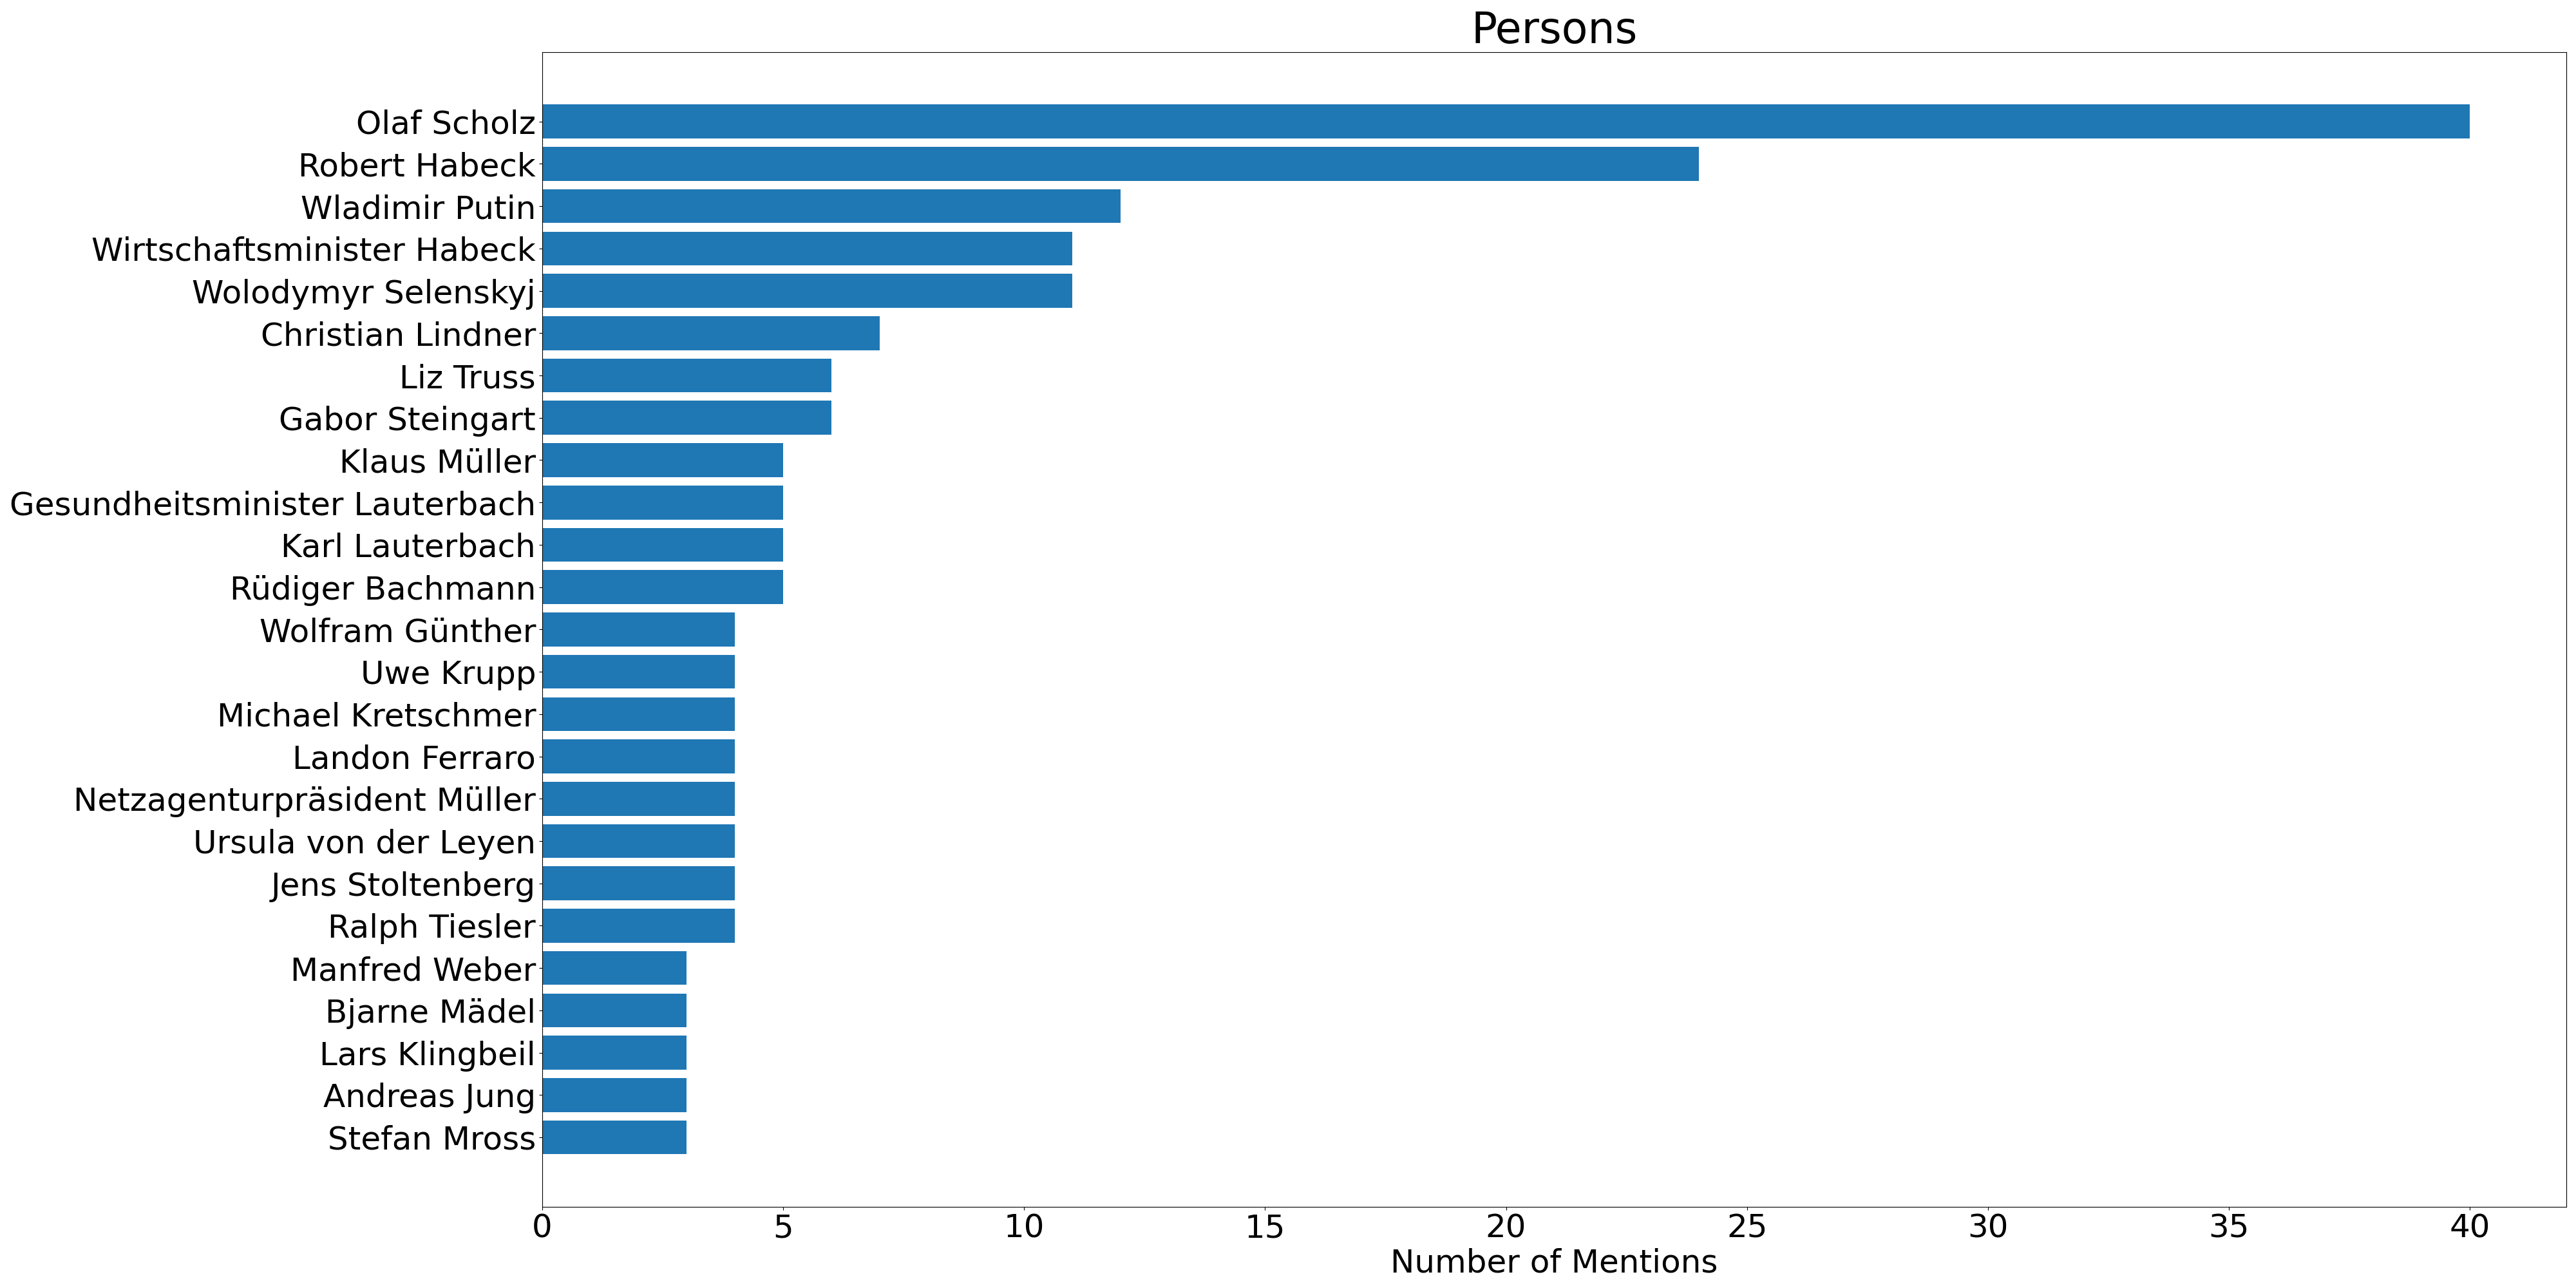 Persons
Olaf Scholz
Robert Habeck
Wladimir Putin
Wirtschaftsminister Habeck
Wolodymyr Selenskyj
Christian Lindner
Liz Truss
Gabor Steingart
Klaus Müller
Gesundheitsminister Lauterbach
Karl Lauterbach
Rüdiger Bachmann
Wolfram Günther
Uwe Krupp
Michael Kretschmer
Landon Ferraro
Netzagenturpräsident Müller
Ursula von der Leyen
Jens Stoltenberg
Ralph Tiesler
Manfred Weber
Bjarne Mädel
Lars Klingbeil
Andreas Jung
Stefan Mross
0 5 10 15 20 25 30 35 40
Number of Mentions